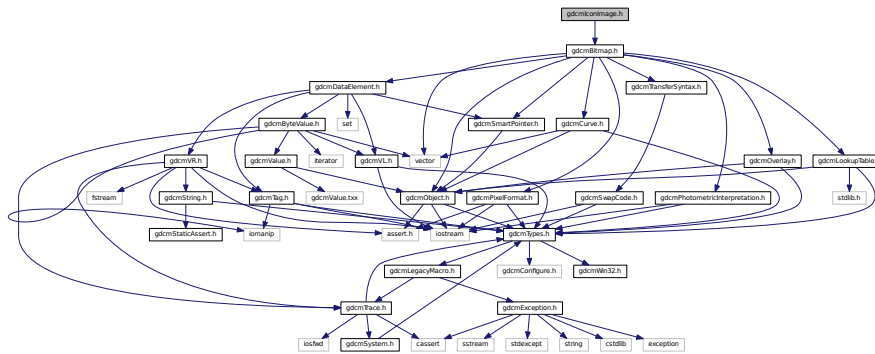 gdcmIconImage.h
gdcmBitmap.h
gdcmDataElement.h
gdcmTransferSyntax.h
gdcmByteValue.h
set
gdcmSmartPointer.h
gdcmCurve.h
gdcmVR.h
gdcmValue.h
iterator
gdcmVL.h
vector
gdcmOverlay.h
gdcmLookupTable.
fstream
gdcmString.h
gdcmTag.h
gdcmValue.txx
gdcmObject.h
gdcmPixelFormat.h
gdcmSwapCode.h
gdcmPhotometricInterpretation.h
stdlib.h
gdcmStaticAssert.h
iomanip
assert.h
iostream
gdcmTypes.h
gdcmLegacyMacro.h
gdcmConfigure.h
gdcmWin32.h
gdcmTrace.h
gdcmException.h
iosfwd
gdcmSystem.h
cassert
sstream
stdexcept
string
cstdlib
exception